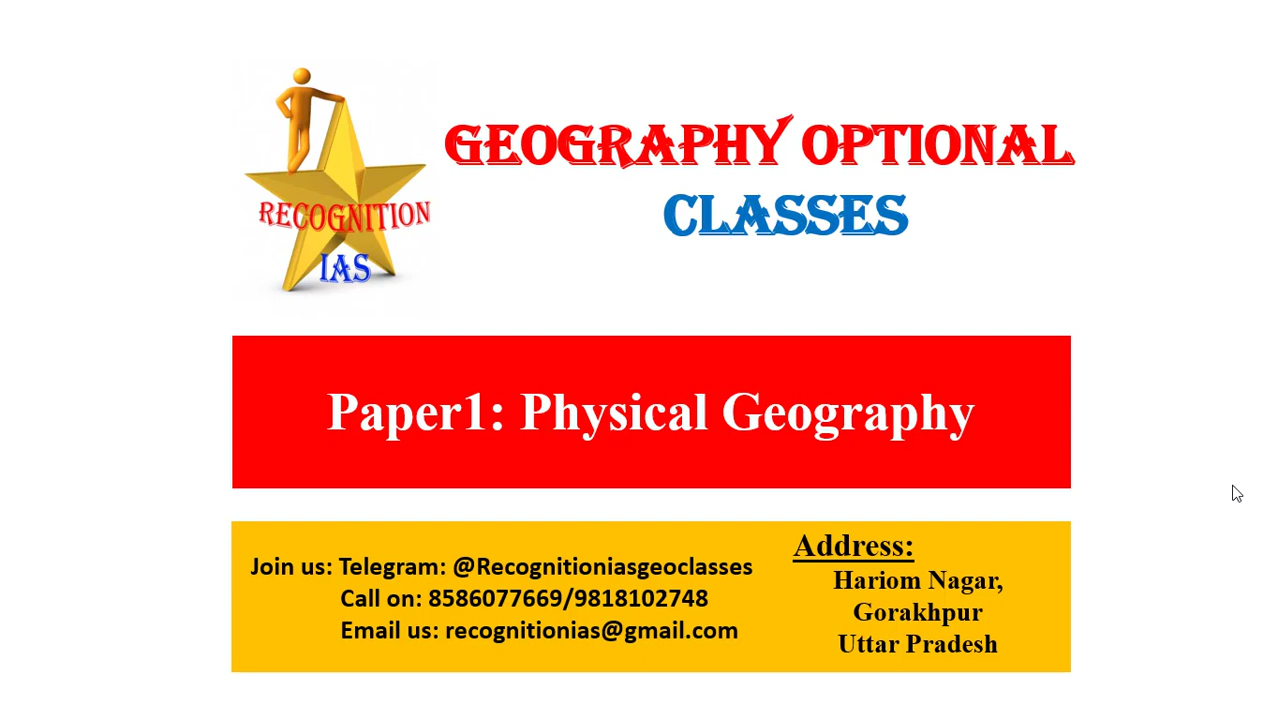 RECOGNITION
IAS
GEOGRAPHY OPTIONAL
CLASSES
Paper1: Physical Geography
Join us: Telegram: @Recognitioniasgeoclasses
Call on: 8586077669/9818102748
Email us: recognitionias@gmail.com
Address:
Hariom Nagar,
Gorakhpur
Uttar Pradesh